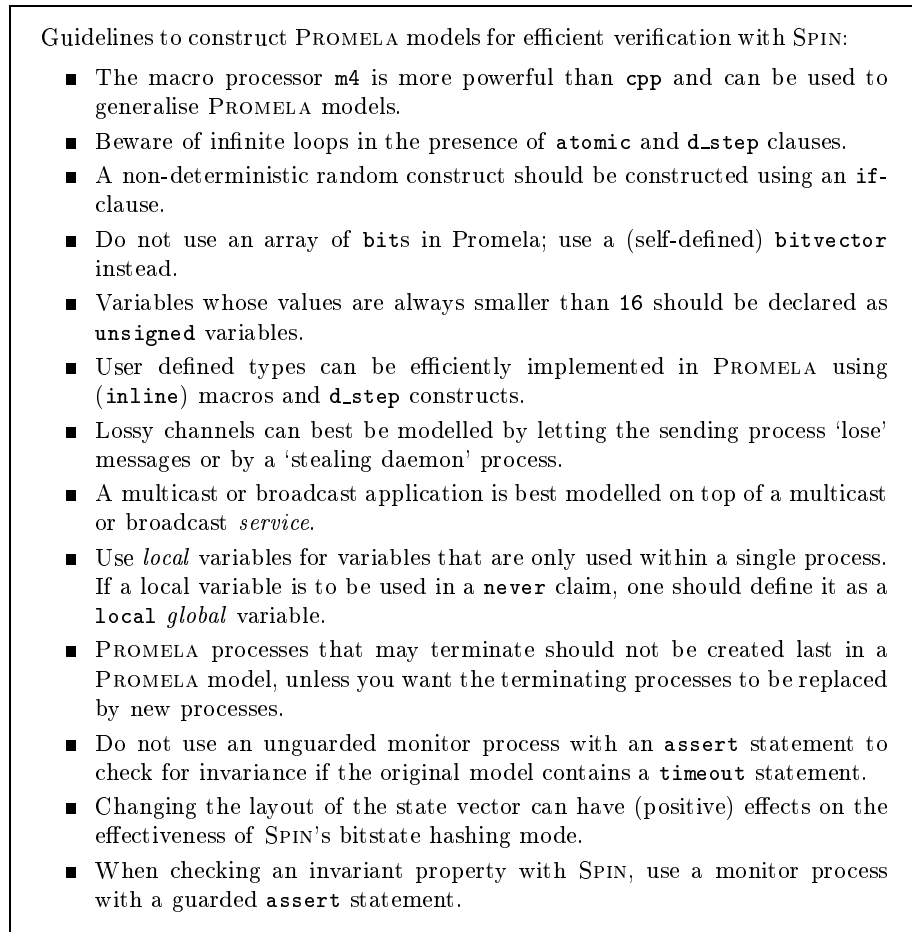 Guidelines to construct PROMELA models for efficient verification with SPIN:
■ The macro processor m4 is more powerful than cpp and can be used to
generalise PROMELA models.
■ Beware of infinite loops in the presence of atomic and d_step clauses.
■ A non-deterministic random construct should be constructed using an if-
clause.
■ Do not use an array of bits in Promela; use a (self-defined) bitvector
instead.
■ Variables whose values are always smaller than 16 should be declared as
unsigned variables.
■ User defined types can be efficiently implemented in PROMELA using
(inline) macros and d_step constructs.
■ Lossy channels can best be modelled by letting the sending process ‘lose’
messages or by a ‘stealing daemon’ process.
■ A multicast or broadcast application is best modelled on top of a multicast
or broadcast service.
■ Use local variables for variables that are only used within a single process.
If a local variable is to be used in a never claim, one should define it as a
local global variable.
■ PROMELA processes that may terminate should not be created last in a
PROMELA model, unless you want the terminating processes to be replaced
by new processes.
■ Do not use an unguarded monitor process with an assert statement to
check for invariance if the original model contains a timeout statement.
■ Changing the layout of the state vector can have (positive) effects on the
effectiveness of SPIN's bitstate hashing mode.
■ When checking an invariant property with SPIN, use a monitor process
with a guarded assert statement.